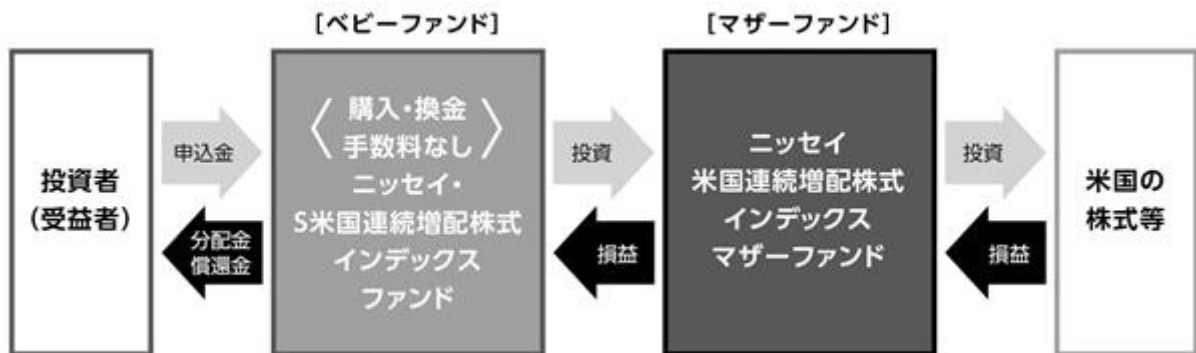 [ベビーファンド]
[マザーファンド]
投資者
(受益者)
申込金
分配金
償還金
〈購入・換金
手数料なし〉
ニッセイ・
S米国連続増配株式
インデックス
ファンド
投資
損益
ニッセイ
米国連続増配株式
インデックス
マザーファンド
投資
損益
米国の
株式等